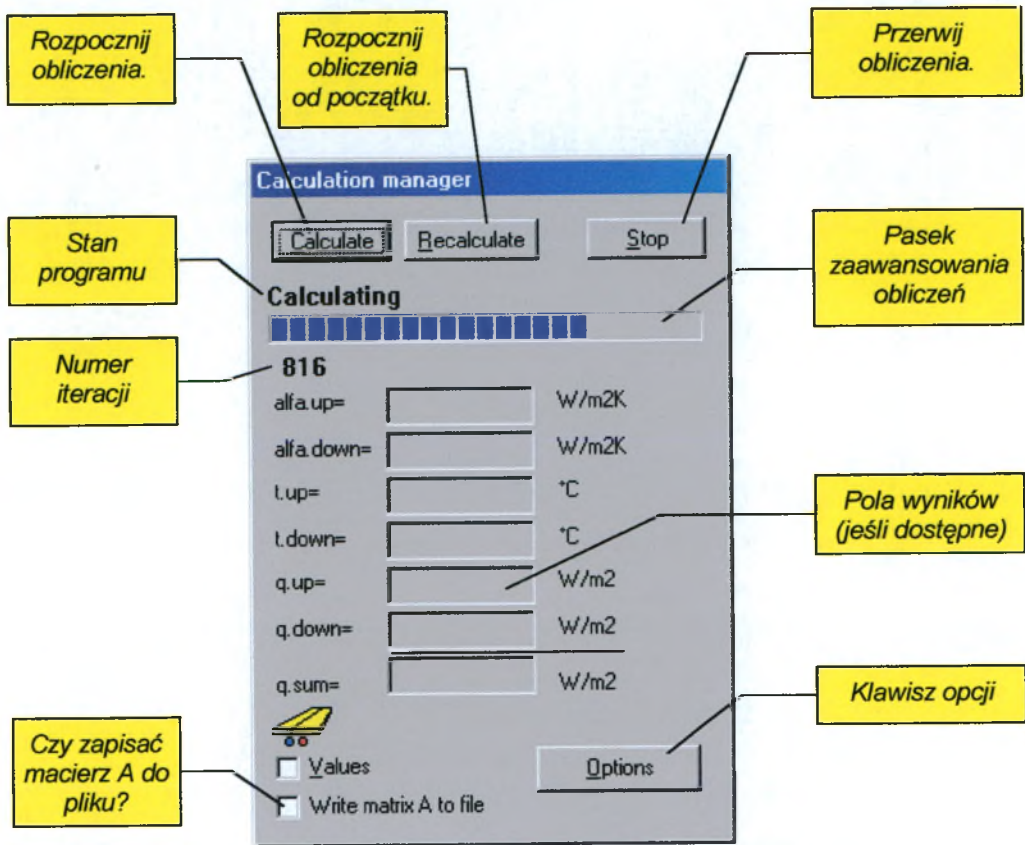 Rozpocznij
obliczenia.
Rozpocznij
obliczenia
od początku.
Przerwij
obliczenia.
Calculation manager
Calculate
Recalculate
Stop
Stan
programu
Pasek
zaawansowania
obliczeń
Calculating
Numer
iteracji
816
alfa.up=
W/m2K
alfa.down=
W/m2K
t.up=
°C
t.down=
°C
Pola wyników
(jeśli dostępne)
q.up=
W/m2
q.down=
W/m2
q.sum=
W/m2
Klawisz opcji
Czy zapisać
macierz A do
pliku?
Values
Options
Write matrix A to file